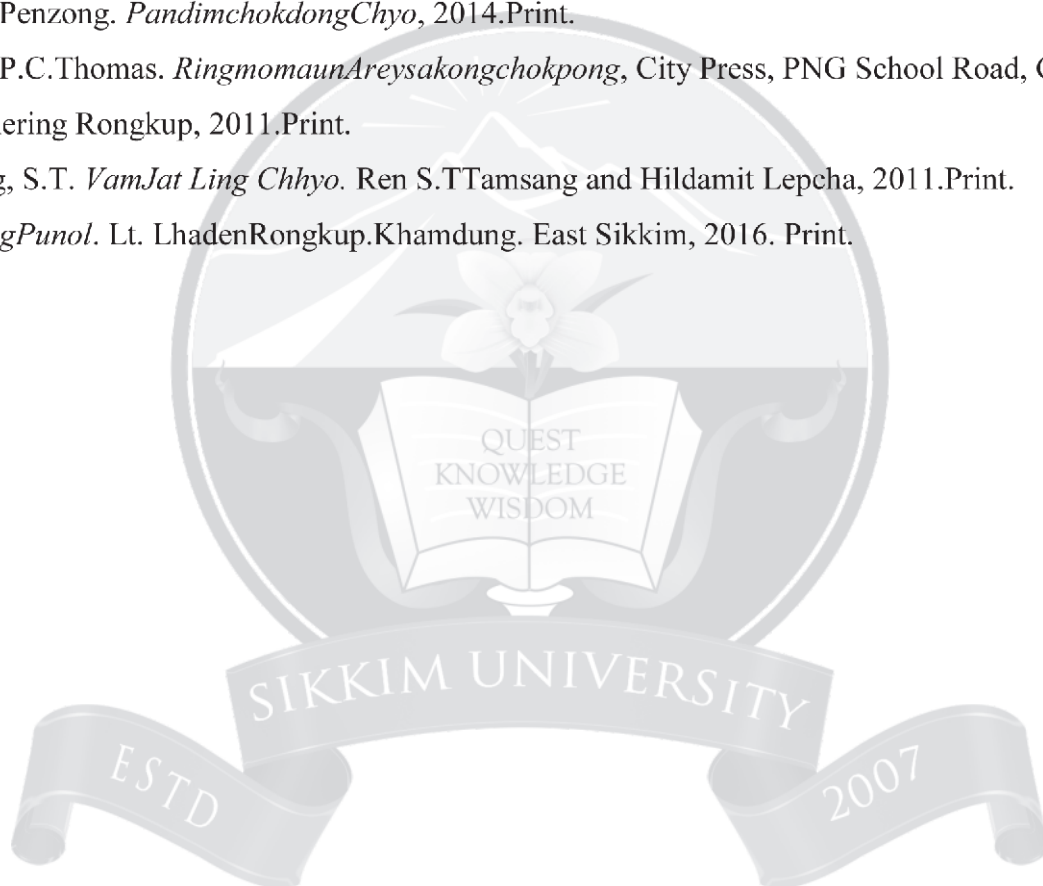 Penzong. PandimchokdongChyo, 2014.Print.
P.C.Thomas. RingmomaunAreysakongchokpong, City Press, PNG School Road,
ering Rongkup, 2011.Print.
S.T. VamJat Ling Chhyo. Ren S.TTamsang and Hildamit Lepcha, 2011.Print.
gPunol. Lt. LhadenRongkup.Khamdung. East Sikkim, 2016. Print.
QUEST
KNOWLEDGE
WISDOM
SIKKIM UNIVERSITY
ESTD
2007